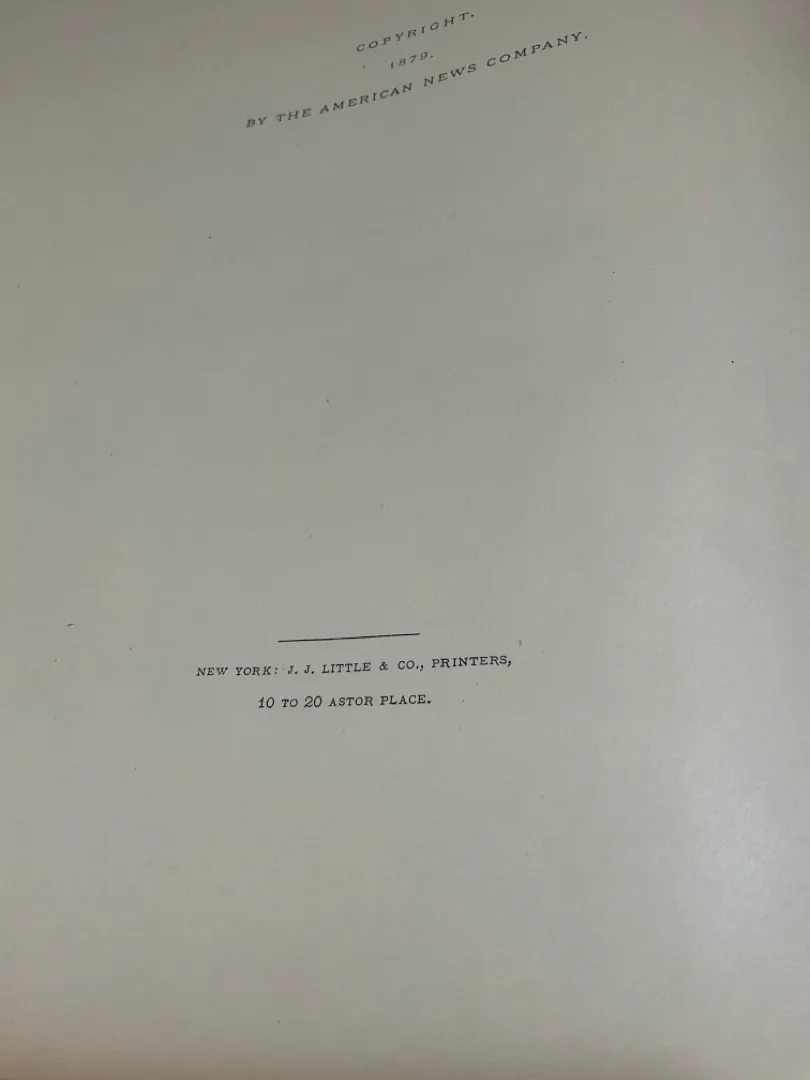 COPYRIGHT.
1879.
BY THE AMERICAN NEWS COMPANY.
NEW YORK: J. J. LITTLE & CO., PRINTERS,
10 TO 20 ASTOR PLACE.